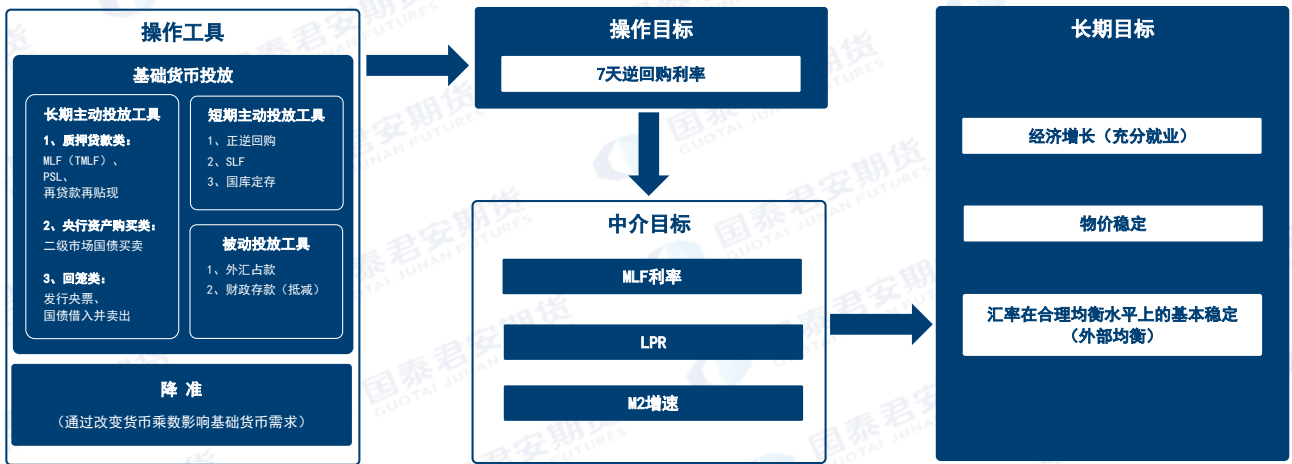 操作工具
基础货币投放
长期主动投放工具
1、质押贷款类：
MLF（TMLF）、
PSL、
再贷款再贴现
2、央行资产购买类：
二级市场国债买卖
3、回笼类：
发行央票、
国债借入并卖出
短期主动投放工具
1、正逆回购
2、SLF
3、国库定存
被动投放工具
1、外汇占款
2、财政存款（抵减）
降 准
（通过改变货币乘数影响基础货币需求）
操作目标
7天逆回购利率
中介目标
MLF利率
LPR
M2增速
长期目标
经济增长（充分就业）
物价稳定
汇率在合理均衡水平上的基本稳定
（外部均衡）
国泰君安期货
GUOTAI JUNAN FUTURES